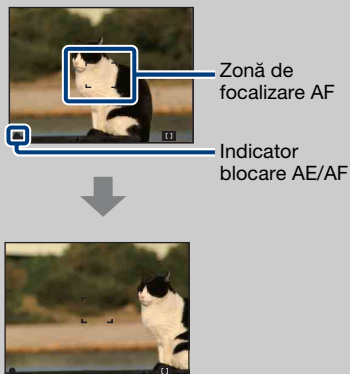 Zonă de
focalizare AF
Indicator
blocare AE/AF